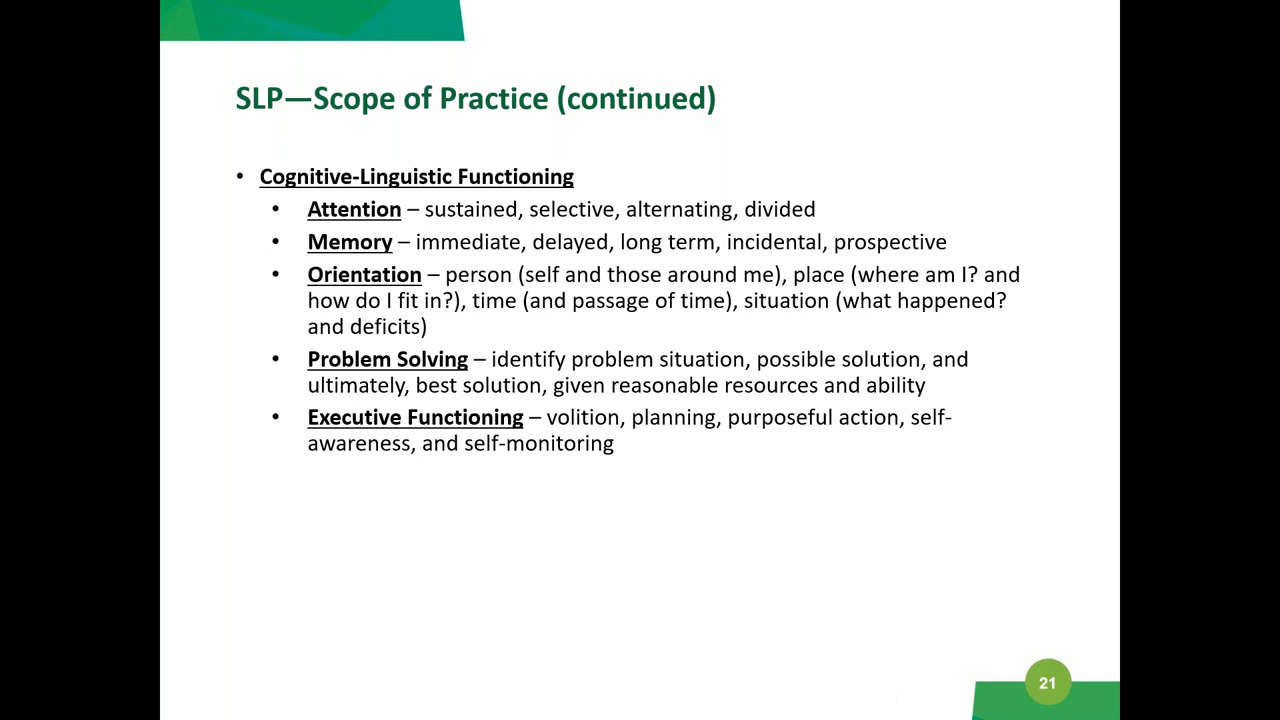 SLP—Scope of Practice (continued)
• Cognitive-Linguistic Functioning
• Attention – sustained, selective, alternating, divided
• Memory – immediate, delayed, long term, incidental, prospective
• Orientation – person (self and those around me), place (where am I? and
how do I fit in?), time (and passage of time), situation (what happened?
and deficits)
• Problem Solving – identify problem situation, possible solution, and
ultimately, best solution, given reasonable resources and ability
• Executive Functioning – volition, planning, purposeful action, self-
awareness, and self-monitoring
21